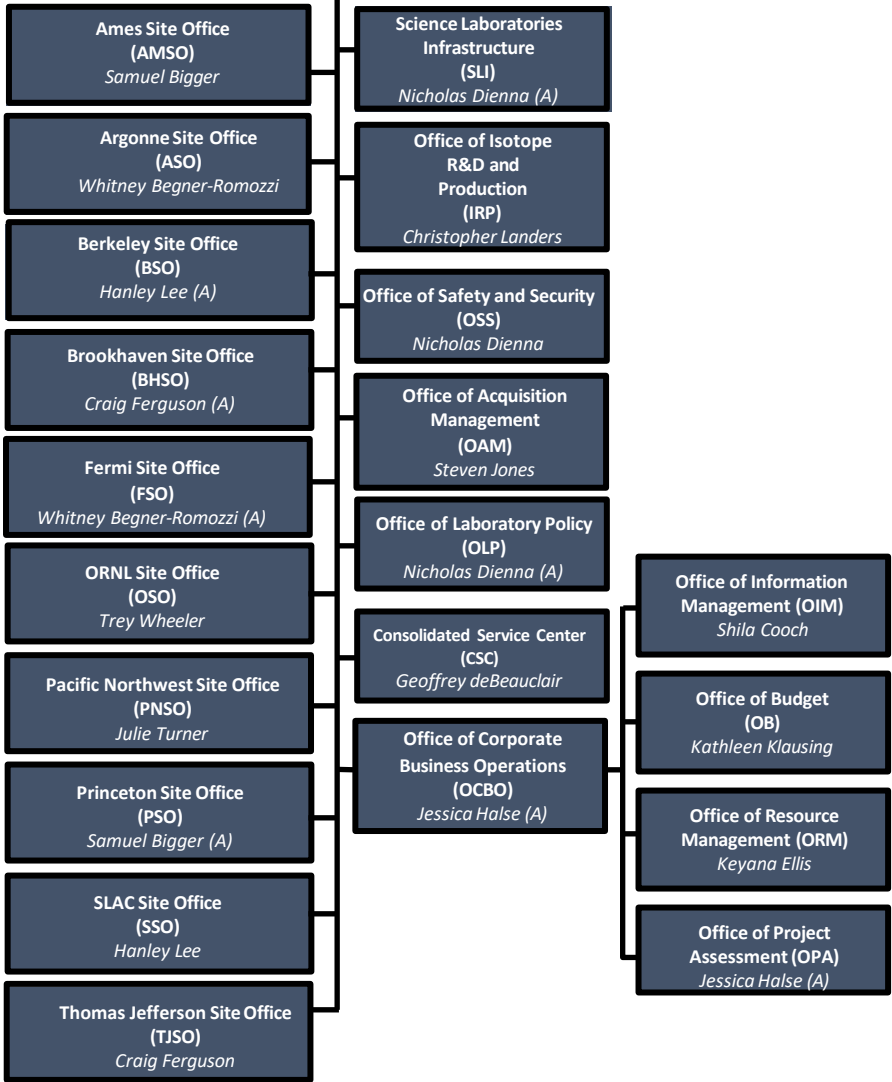 Ames Site Office
(AMSO)
Samuel Bigger
Argonne Site Office
(ASO)
Whitney Begner-Romozzi
Berkeley Site Office
(BSO)
Hanley Lee (A)
Brookhaven Site Office
(BHSO)
Craig Ferguson (A)
Fermi Site Office
(FSO)
Whitney Begner-Romozzi (A)
ORNL Site Office
(OSO)
Trey Wheeler
Pacific Northwest Site Office
(PNSO)
Julie Turner
Princeton Site Office
(PSO)
Samuel Bigger (A)
SLAC Site Office
(SSO)
Hanley Lee
Thomas Jefferson Site Office
(TJSO)
Craig Ferguson
Science Laboratories
Infrastructure
(SLI)
Nicholas Dienna (A)
Office of Isotope
R&D and
Production
(IRP)
Christopher Landers
Office of Safety and Security
(OSS)
Nicholas Dienna
Office of Acquisition
Management
(OAM)
Steven Jones
Office of Laboratory Policy
(OLP)
Nicholas Dienna (A)
Consolidated Service Center
(CSC)
Geoffrey deBeauclair
Office of Corporate
Business Operations
(OCBO)
Jessica Halse (A)
Office of Information
Management (OIM)
Shila Cooch
Office of Budget
(OB)
Kathleen Klausing
Office of Resource
Management (ORM)
Keyana Ellis
Office of Project
Assessment (OPA)
Jessica Halse (A)